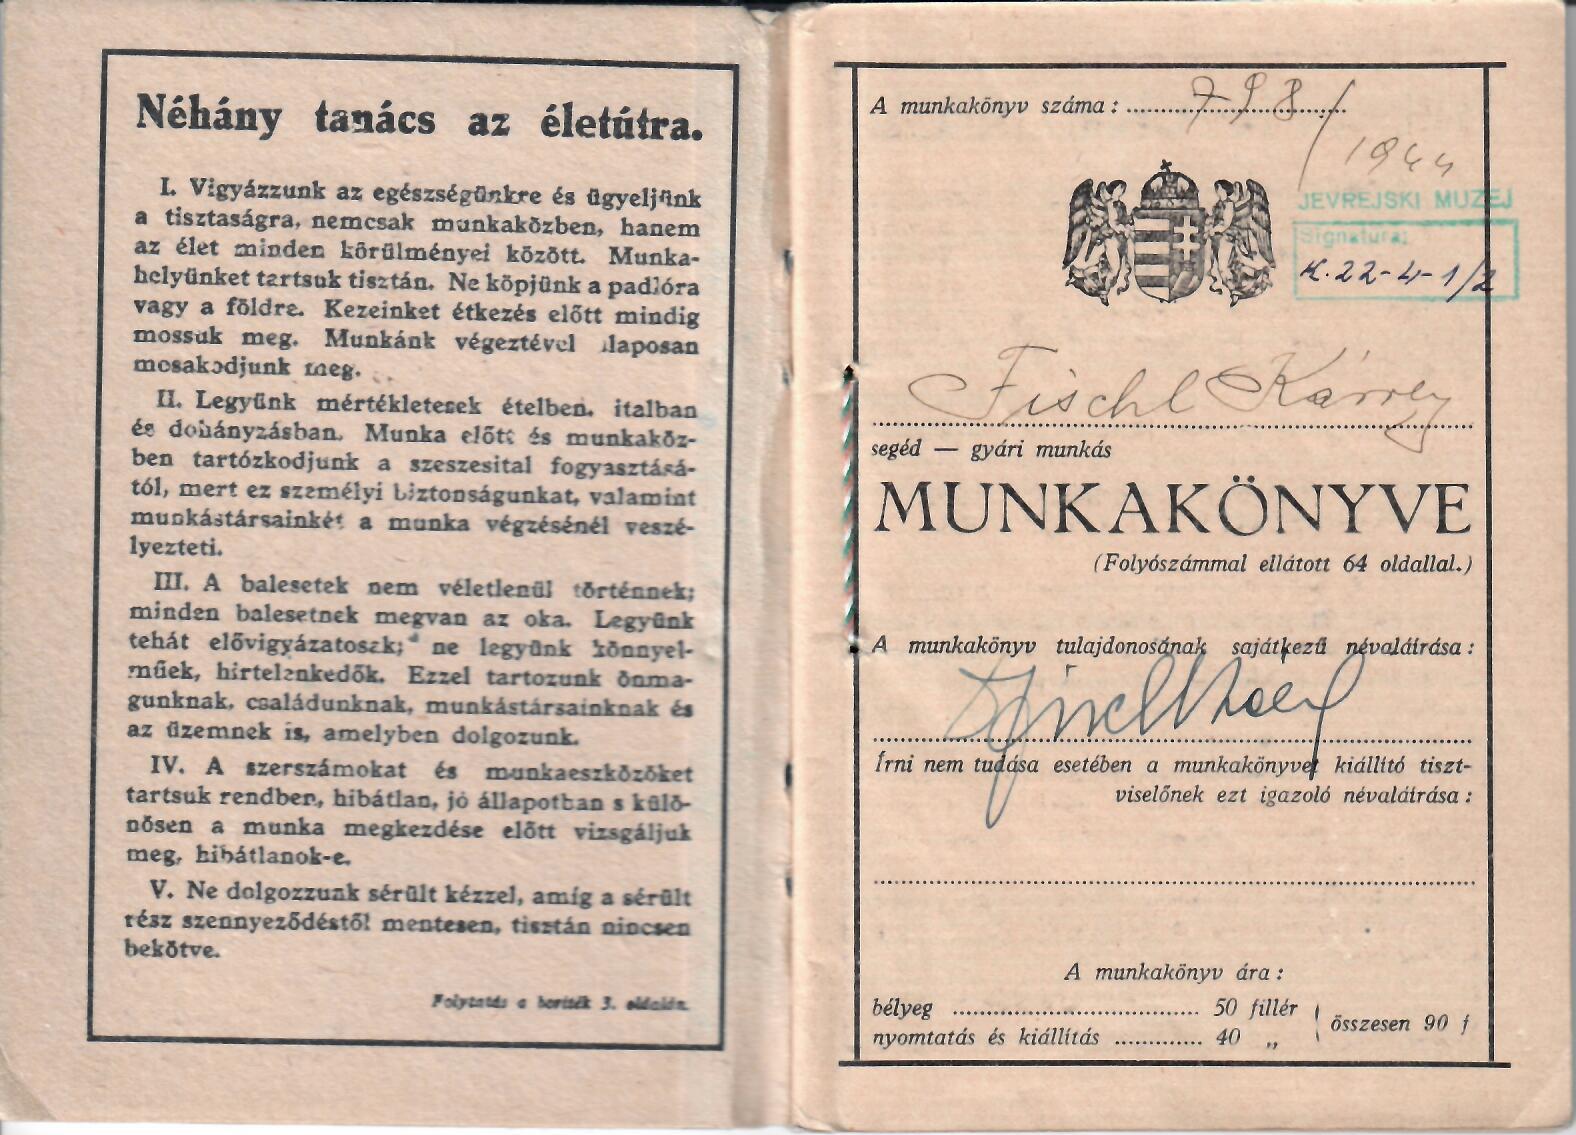 Néhány tanács az életútra.
I. Vigyázzunk az egészségünkre és ügyeljünk
a tisztaságra, nemcsak munkaközben, hanem
az élet minden körülményei között. Munka-
helyünket tartsuk tisztán. Ne köpjünk a padlóra
vagy a földre. Kezeinket étkezés előtt mindig
mossuk meg. Munkánk végeztével alaposan
mosakodjunk meg.
II. Legyünk mértékletesek ételben, italban
és dohányzásban. Munka előtt és munkaköz-
ben tartózkodjunk a szeszesital fogyasztásá-
tól, mert ez személyi biztonságunkat, valamint
munkástársainkét a munka végzésénél veszé-
lyezteti.
III. A balesetek nem véletlenül történnek;
minden balesetnek megvan az oka. Legyünk
tehát elővigyázatosak; ne legyünk könnyel-
műek, hirtelenkedők. Ezzel tartozunk önma-
gunknak, családunknak, munkástársainknak és
az üzemnek is, amelyben dolgozunk.
IV. A szerszámokat és munkaeszközöket
tartsuk rendben, hibátlan, jó állapotban s külö-
nösen a munka megkezdése előtt vizsgáljuk
meg, hibátlanok-e.
V. Ne dolgozzunk sérült kézzel, amíg a sérült
rész szennyeződéstől mentesen, tisztán nincsen
bekötve.
Folytatás a boríték 3. oldalán.
A munkakönyv száma: 798/
1944
JEVREJSKI MUZEJ
Signatura:
K. 22-4-1/2
Fischl Károly
segéd — gyári munkás
MUNKAKÖNYVE
(Folyószámmal ellátott 64 oldallal.)
A munkakönyv tulajdonosának sajátkezű névaláírása:
Írni nem tudása esetében a munkakönyvet kiállító tiszt-
viselőnek ezt igazoló névaláírása:
A munkakönyv ára:
bélyeg 50 fillér
nyomtatás és kiállítás 40 „
összesen 90 f